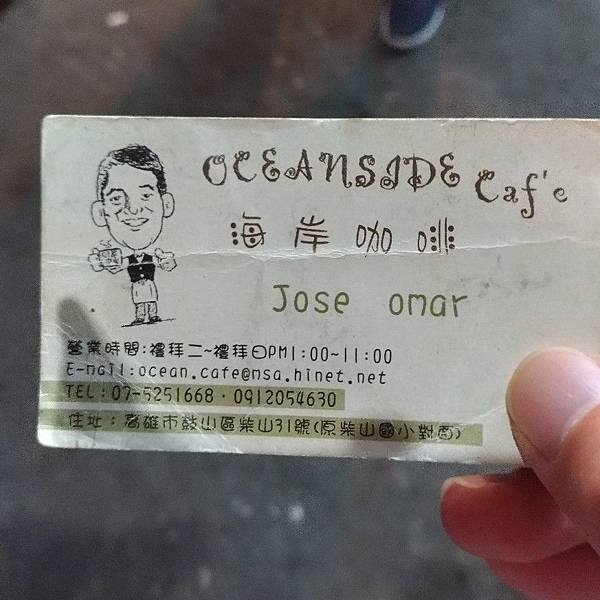 OCEANSIDE Caf'e
海岸咖啡
Jose omar
營業時間:禮拜二~禮拜日PM1:00~11:00
E-mail:ocean.cafe@msa.hinet.net
TEL:07-5251668·0912054630
住址:高雄市鼓山區柴山31號(原柴山國小對面)